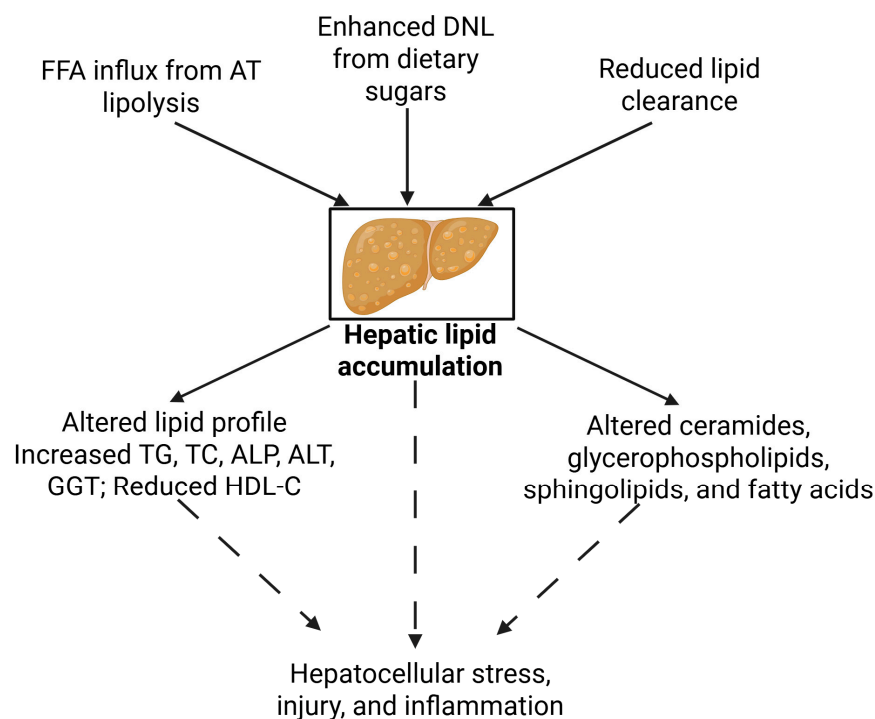 FFA influx from AT
lipolysis
Enhanced DNL
from dietary
sugars
Reduced lipid
clearance
Hepatic lipid
accumulation
Altered lipid profile
Increased TG, TC, ALP, ALT,
GGT; Reduced HDL-C
Altered ceramides,
glycerophospholipids,
sphingolipids, and fatty acids
Hepatocellular stress,
injury, and inflammation